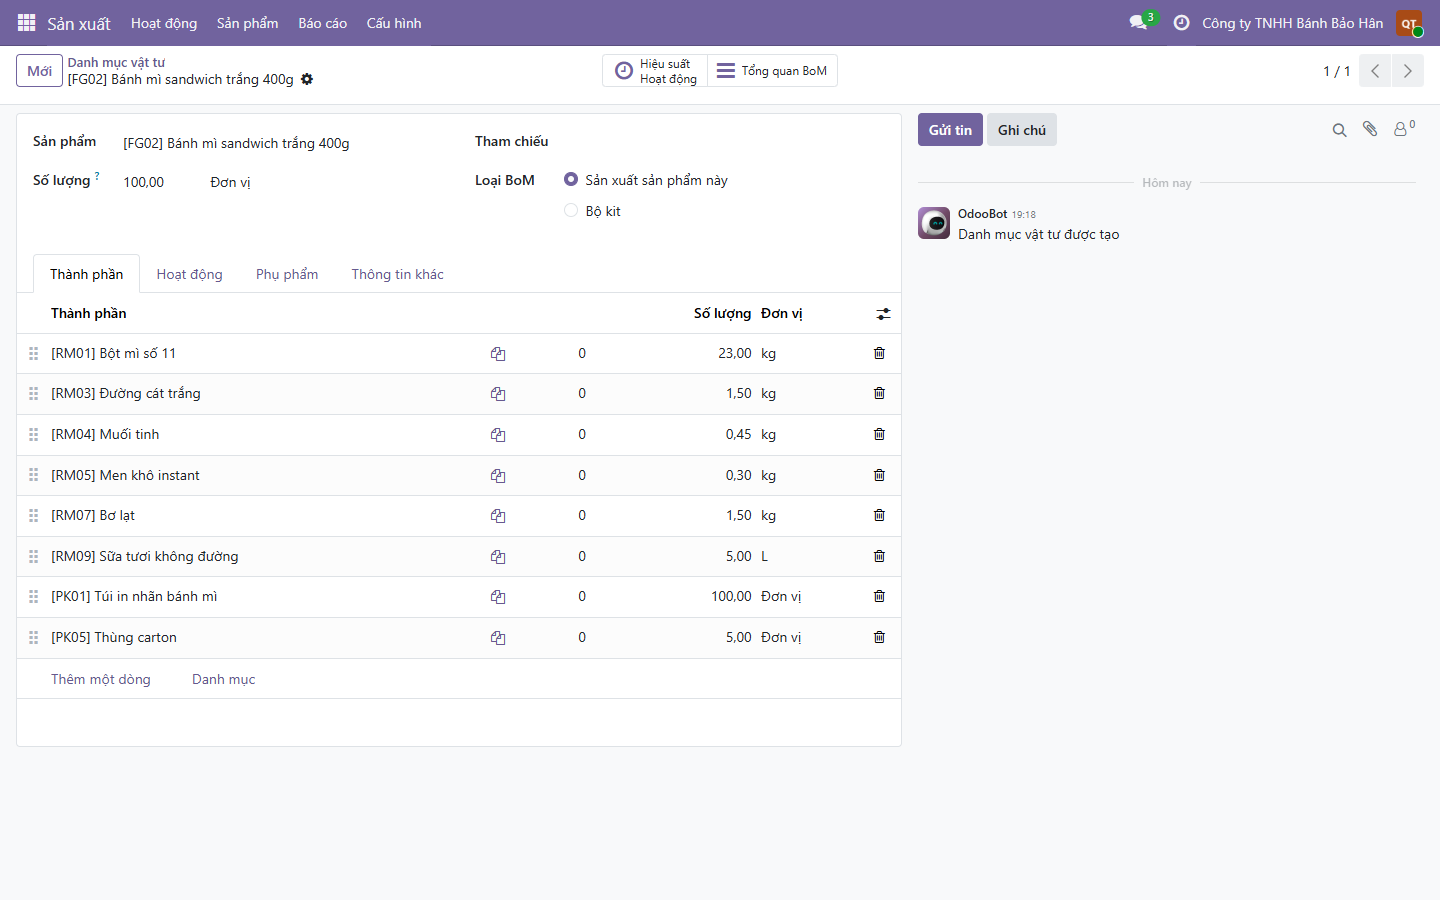 Sản xuất Hoạt động Sản phẩm Báo cáo Cấu hình 3 Công ty TNHH Bánh Bảo Hân QT
Mới Danh mục vật tư
[FG02] Bánh mì sandwich trắng 400g
Hiệu suất
Hoạt động
Tổng quan BoM
1 / 1
Sản phẩm [FG02] Bánh mì sandwich trắng 400g
Số lượng ? 100,00 Đơn vị
Tham chiếu
Loại BoM Sản xuất sản phẩm này
Bộ kit
Thành phần Hoạt động Phụ phẩm Thông tin khác
Thành phần Số lượng Đơn vị
[RM01] Bột mì số 11 0 23,00 kg
[RM03] Đường cát trắng 0 1,50 kg
[RM04] Muối tinh 0 0,45 kg
[RM05] Men khô instant 0 0,30 kg
[RM07] Bơ lạt 0 1,50 kg
[RM09] Sữa tươi không đường 0 5,00 L
[PK01] Túi in nhãn bánh mì 0 100,00 Đơn vị
[PK05] Thùng carton 0 5,00 Đơn vị
Thêm một dòng Danh mục
Gửi tin Ghi chú 0
Hôm nay
OdooBot 19:18
Danh mục vật tư được tạo